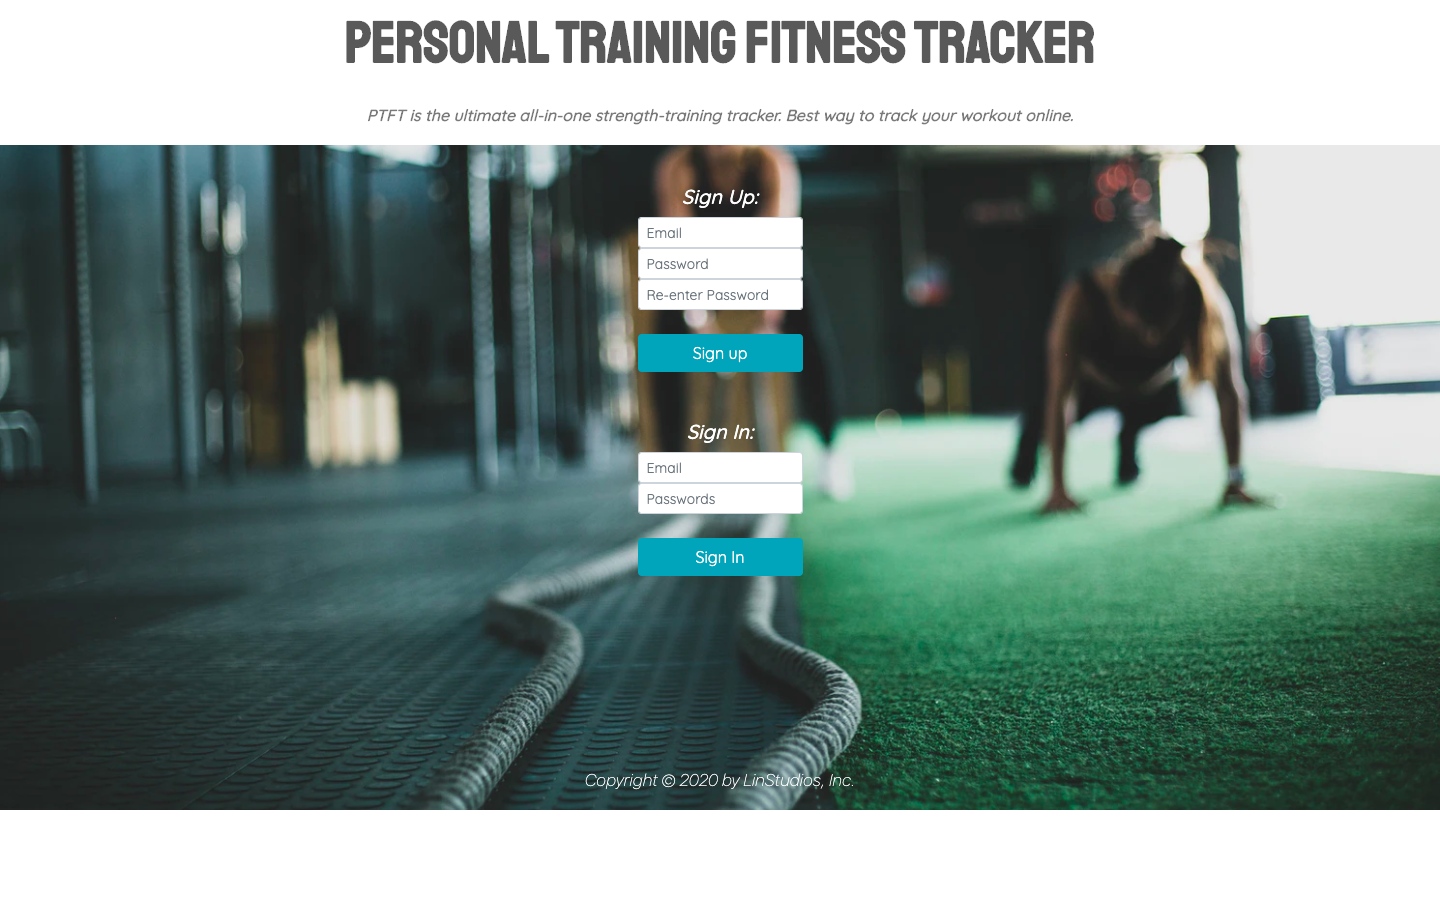 PERSONAL TRAINING FITNESS TRACKER
PTFT is the ultimate all-in-one strength-training tracker. Best way to track your workout online.
Sign Up:
Email
Password
Re-enter Password
Sign up
Sign In:
Email
Passwords
Sign In
Copyright © 2020 by LinStudios, Inc.